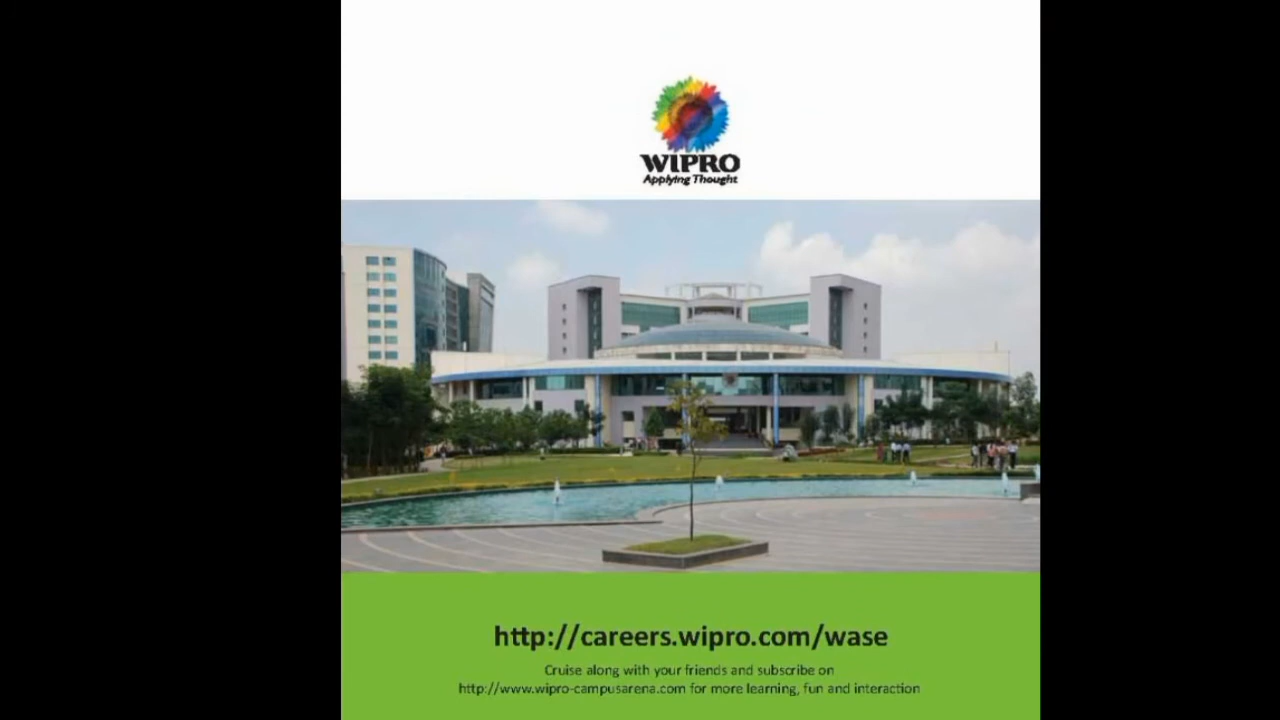 WIPRO
Applying Thought
http://careers.wipro.com/wase
Cruise along with your friends and subscribe on
http://www.wipro-campusarena.com for more learning, fun and interaction